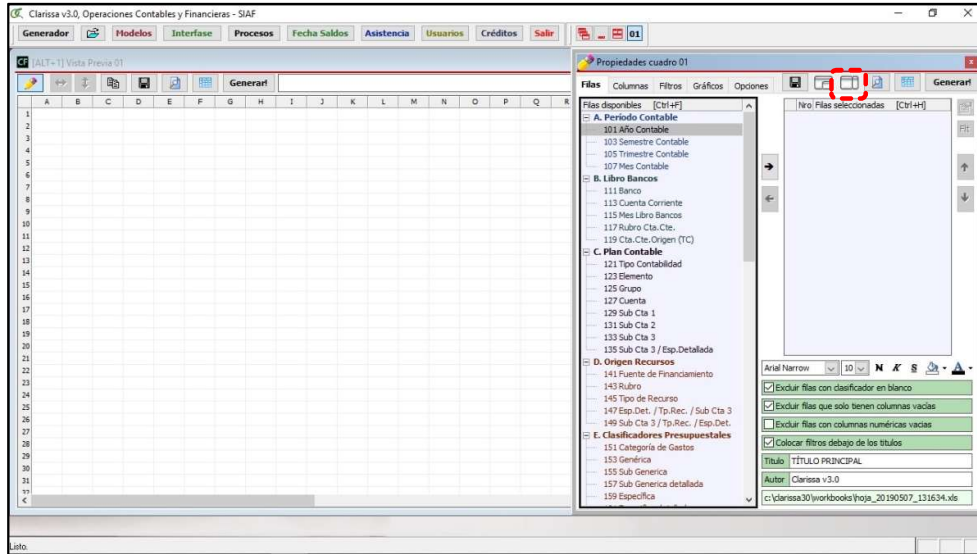 Clarissa v3.0, Operaciones Contables y Financieras - SIAF
Generador Modelos Interfase Procesos Fecha Saldos Asistencia Usuarios Créditos Salir 01
CF [ALT+1] Vista Previa 01
Generar!
A B C D E F G H I J K L M N O P Q R
1
2
3
4
5
6
7
8
9
10
11
12
13
14
15
16
17
18
19
20
21
22
23
24
25
26
27
28
29
30
31
32
Propiedades cuadro 01
Filas Columnas Filtros Gráficos Opciones Generar!
Filas disponibles [Ctrl+F]
A. Período Contable
101 Año Contable
103 Semestre Contable
105 Trimestre Contable
107 Mes Contable
B. Libro Bancos
111 Banco
113 Cuenta Corriente
115 Mes Libro Bancos
117 Rubro Cta.Cte.
119 Cta.Cte.Origen (TC)
C. Plan Contable
121 Tipo Contabilidad
123 Elemento
125 Grupo
127 Cuenta
129 Sub Cta 1
131 Sub Cta 2
133 Sub Cta 3
135 Sub Cta 3 / Esp.Detallada
D. Origen Recursos
141 Fuente de Financiamiento
143 Rubro
145 Tipo de Recurso
147 Esp.Det. / Tp.Rec. / Sub Cta 3
149 Sub Cta 3 / Tp.Rec. / Esp.Det.
E. Clasificadores Presupuestales
151 Categoría de Gastos
153 Genérica
155 Sub Generica
157 Sub Generica detallada
159 Específica
Nro Filas seleccionadas [Ctrl+H]
Flt
Arial Narrow 10 N K S A
Excluir filas con clasificador en blanco
Excluir filas que solo tienen columnas vacías
Excluir filas con columnas numéricas vacias
Colocar filtros debajo de los titulos
Titulo TÍTULO PRINCIPAL
Autor Clarissa v3.0
c:\clarissa30\workbooks\hoja_20190507_131634.xls
Listo.